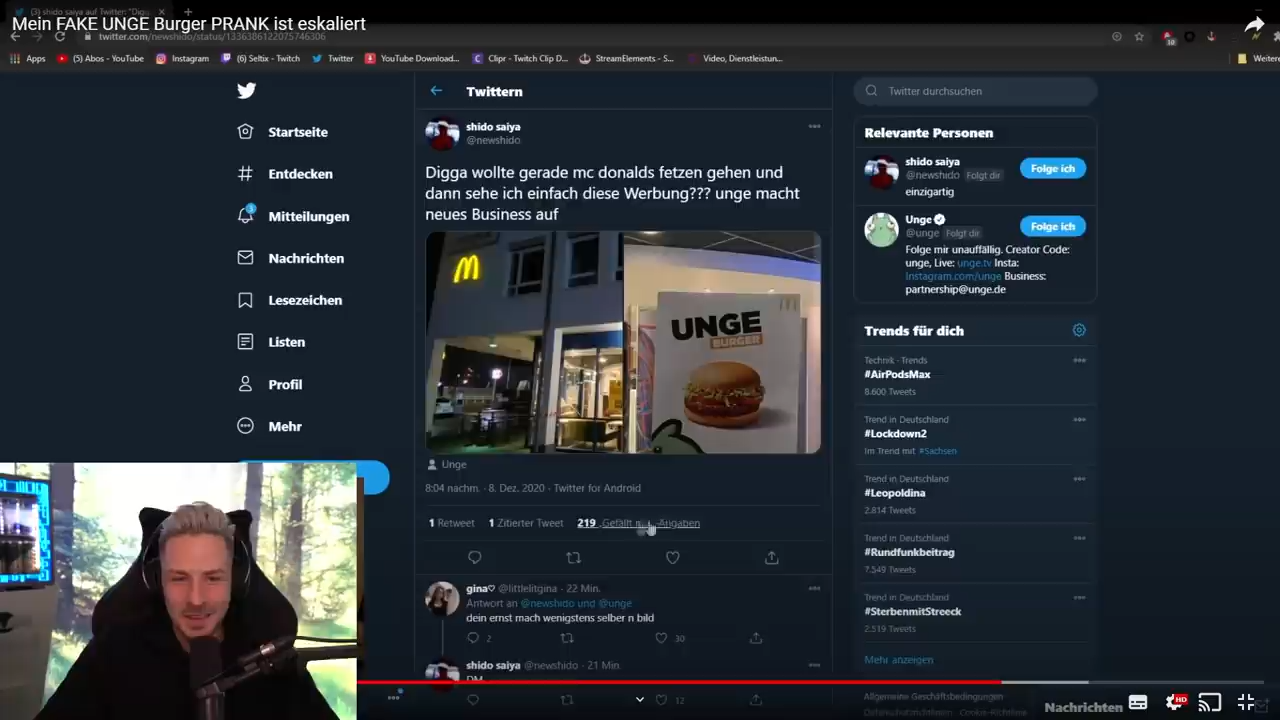 Mein FAKE UNGE Burger PRANK ist eskaliert
(3) shido saiya auf Twitter: "Digg
twitter.com/newshido/status/1336386122075746306
Apps
(5) Abos - YouTube
Instagram
(6) Seltix - Twitch
Twitter
YouTube Download...
Clipr - Twitch Clip D...
StreamElements - S...
Video, Dienstleistun...
Weitere
10
Startseite
Entdecken
3
Mitteilungen
Nachrichten
Lesezeichen
Listen
Profil
Mehr
Twittern
shido saiya
@newshido
Digga wollte gerade mc donalds fetzen gehen und
dann sehe ich einfach diese Werbung??? unge macht
neues Business auf
UNGE
BURGER
Unge
8:04 nachm. · 8. Dez. 2020 · Twitter for Android
1 Retweet 1 Zitierter Tweet 219 „Gefällt -Angaben
gina♡ @littlelitgina · 22 Min.
Antwort an @newshido und @unge
dein ernst mach wenigstens selber n bild
2
30
shido saiya @newshido · 21 Min.
DM
12
Twitter durchsuchen
Relevante Personen
shido saiya
@newshido Folgt dir
einzigartig
Folge ich
Unge
@unge Folgt dir
Folge ich
Folge mir unauffällig. Creator Code:
unge, Live: unge.tv Insta:
Instagram.com/unge Business:
partnership@unge.de
Trends für dich
Technik · Trends
#AirPodsMax
8.600 Tweets
Trend in Deutschland
#Lockdown2
Im Trend mit #Sachsen
Trend in Deutschland
#Leopoldina
2.814 Tweets
Trend in Deutschland
#Rundfunkbeitrag
7.549 Tweets
Trend in Deutschland
#SterbenmitStreeck
2.519 Tweets
Mehr anzeigen
Allgemeine Geschäftsbedingungen
Datenschutzrichtlinien Cookie-Richtlinie
Nachrichten
HD